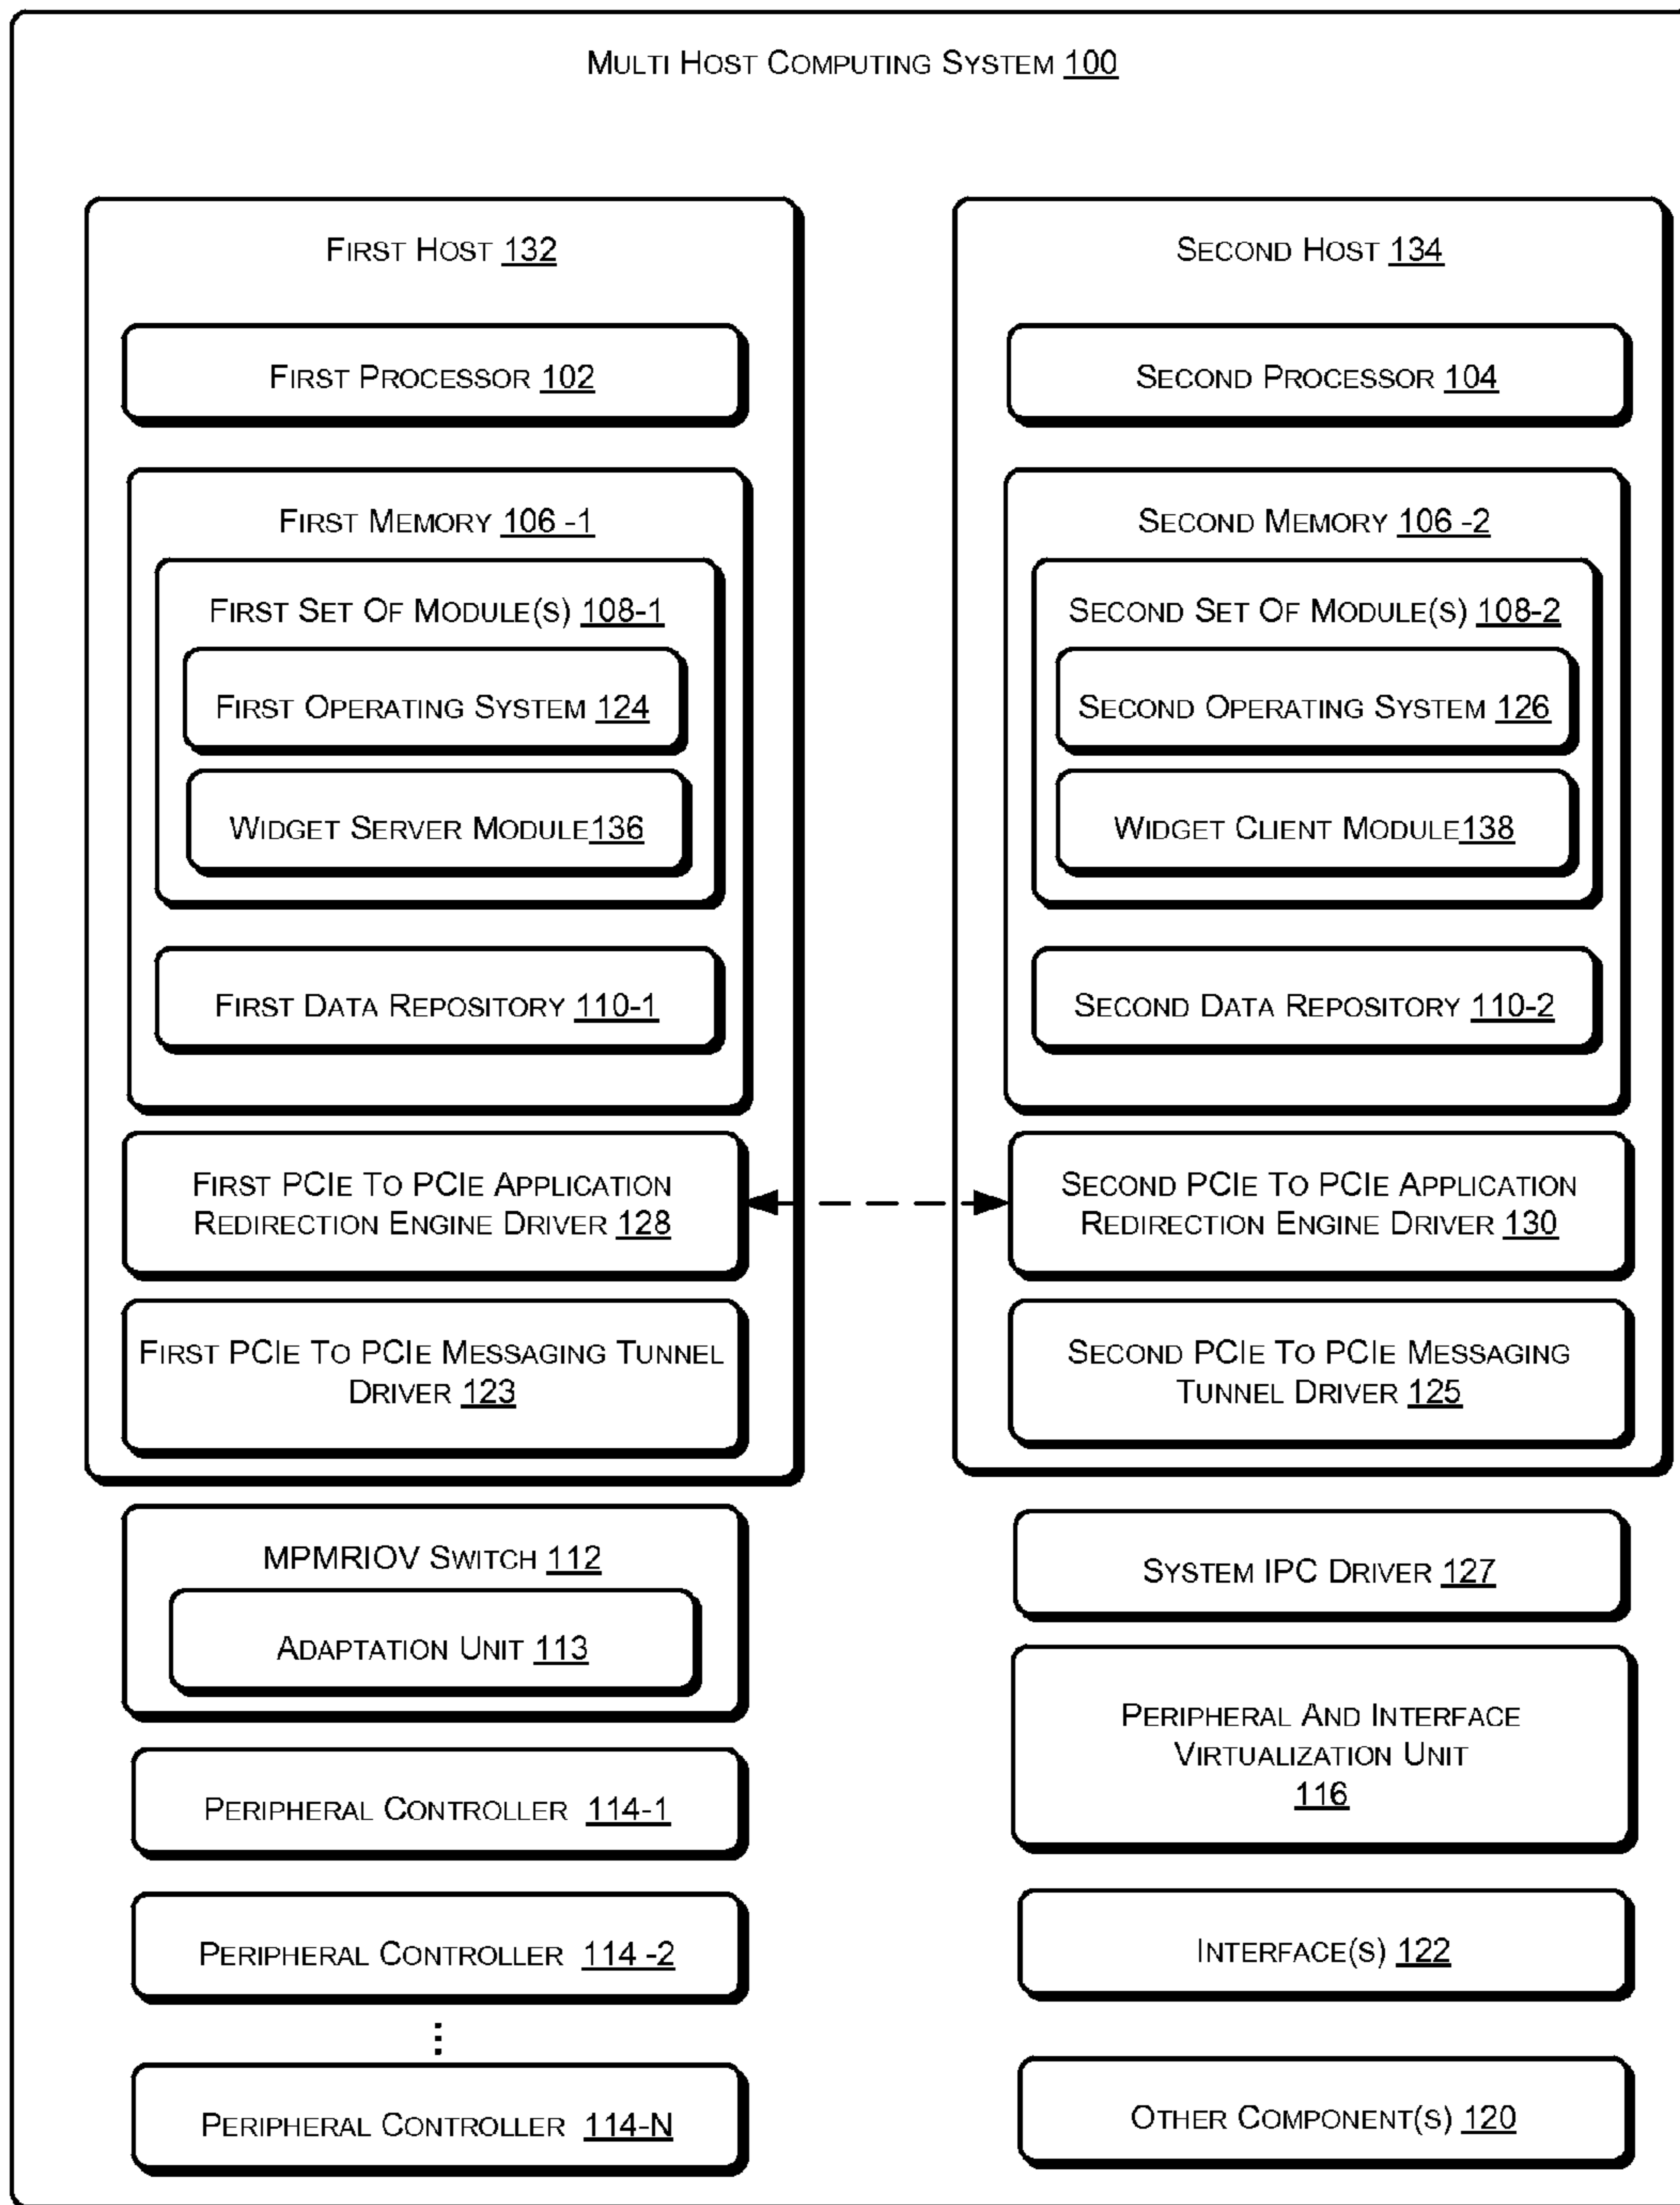 MULTI HOST COMPUTING SYSTEM 100
FIRST HOST 132
FIRST PROCESSOR 102
FIRST MEMORY 106 -1
FIRST SET OF MODULE(S) 108-1
FIRST OPERATING SYSTEM 124
WIDGET SERVER MODULE136
FIRST DATA REPOSITORY 110-1
FIRST PCIE TO PCIE APPLICATION
REDIRECTION ENGINE DRIVER 128
FIRST PCIE TO PCIE MESSAGING TUNNEL
DRIVER 123
SECOND HOST 134
SECOND PROCESSOR 104
SECOND MEMORY 106 -2
SECOND SET OF MODULE(S) 108-2
SECOND OPERATING SYSTEM 126
WIDGET CLIENT MODULE138
SECOND DATA REPOSITORY 110-2
SECOND PCIE TO PCIE APPLICATION
REDIRECTION ENGINE DRIVER 130
SECOND PCIE TO PCIE MESSAGING
TUNNEL DRIVER 125
MPMRIOV SWITCH 112
ADAPTATION UNIT 113
PERIPHERAL CONTROLLER 114-1
PERIPHERAL CONTROLLER 114 -2
⋮
PERIPHERAL CONTROLLER 114-N
SYSTEM IPC DRIVER 127
PERIPHERAL AND INTERFACE
VIRTUALIZATION UNIT
116
INTERFACE(S) 122
OTHER COMPONENT(S) 120